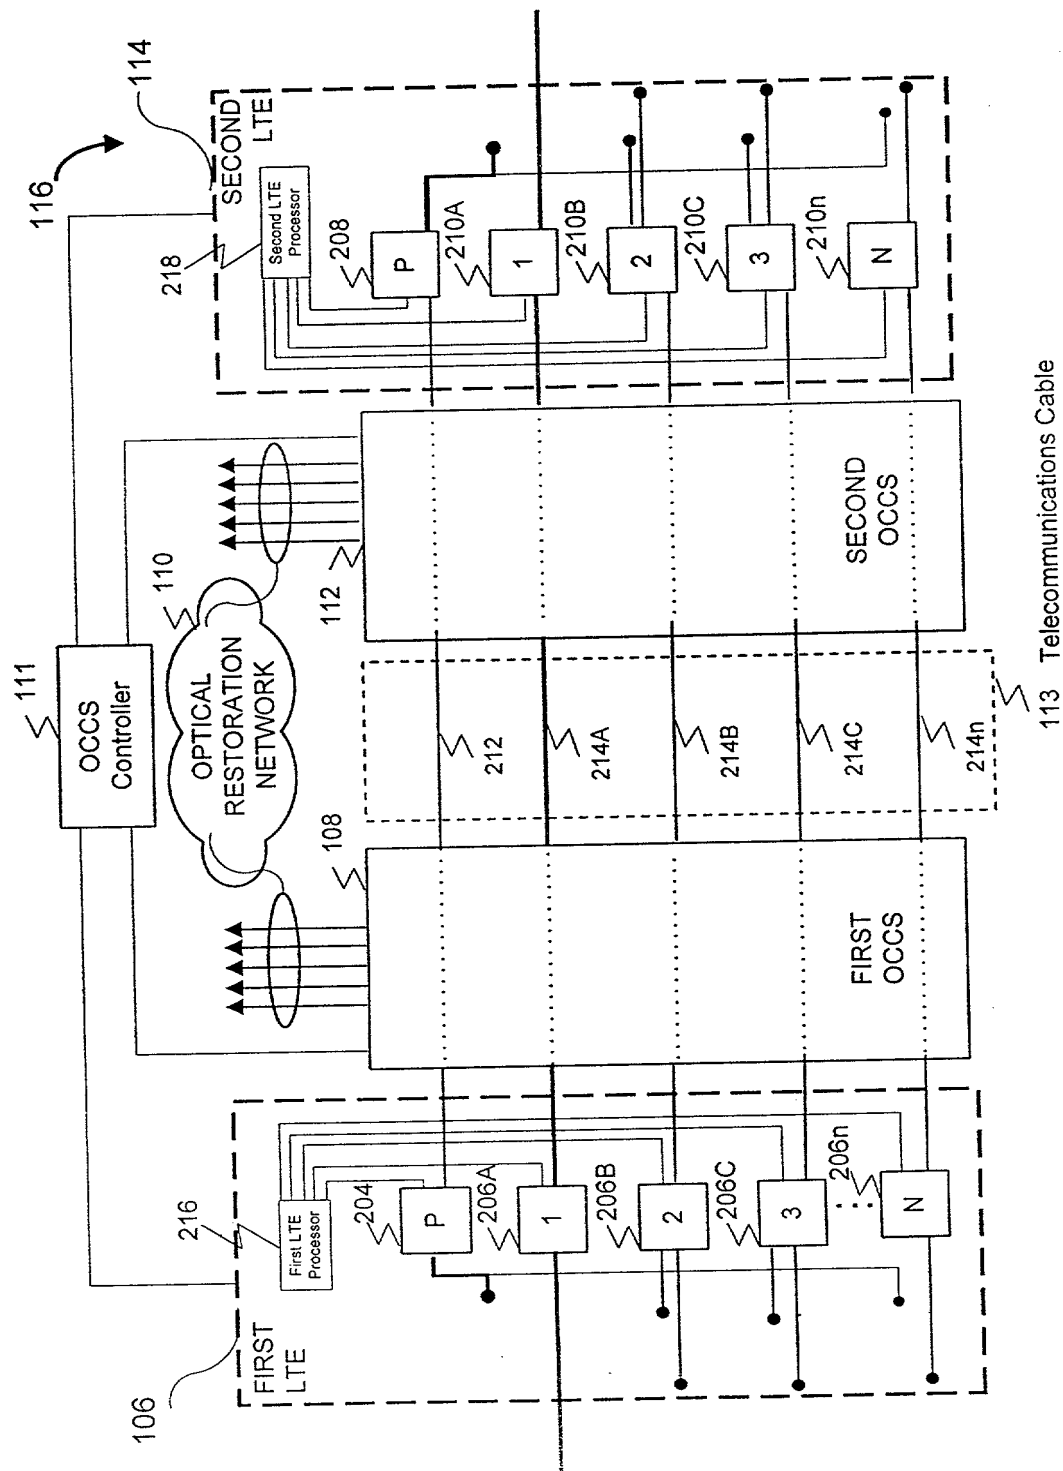 116
114
111
OCCS
Controller
110
OPTICAL
RESTORATION
NETWORK
106
FIRST
LTE
216
First LTE
Processor
204
P
206A
1
206B
2
206C
3
206n
N
108
FIRST
OCCS
212
214A
214B
214C
214n
113 Telecommunications Cable
112
SECOND
OCCS
SECOND
LTE
218
Second LTE
Processor
208
P
210A
1
210B
2
210C
3
210n
N